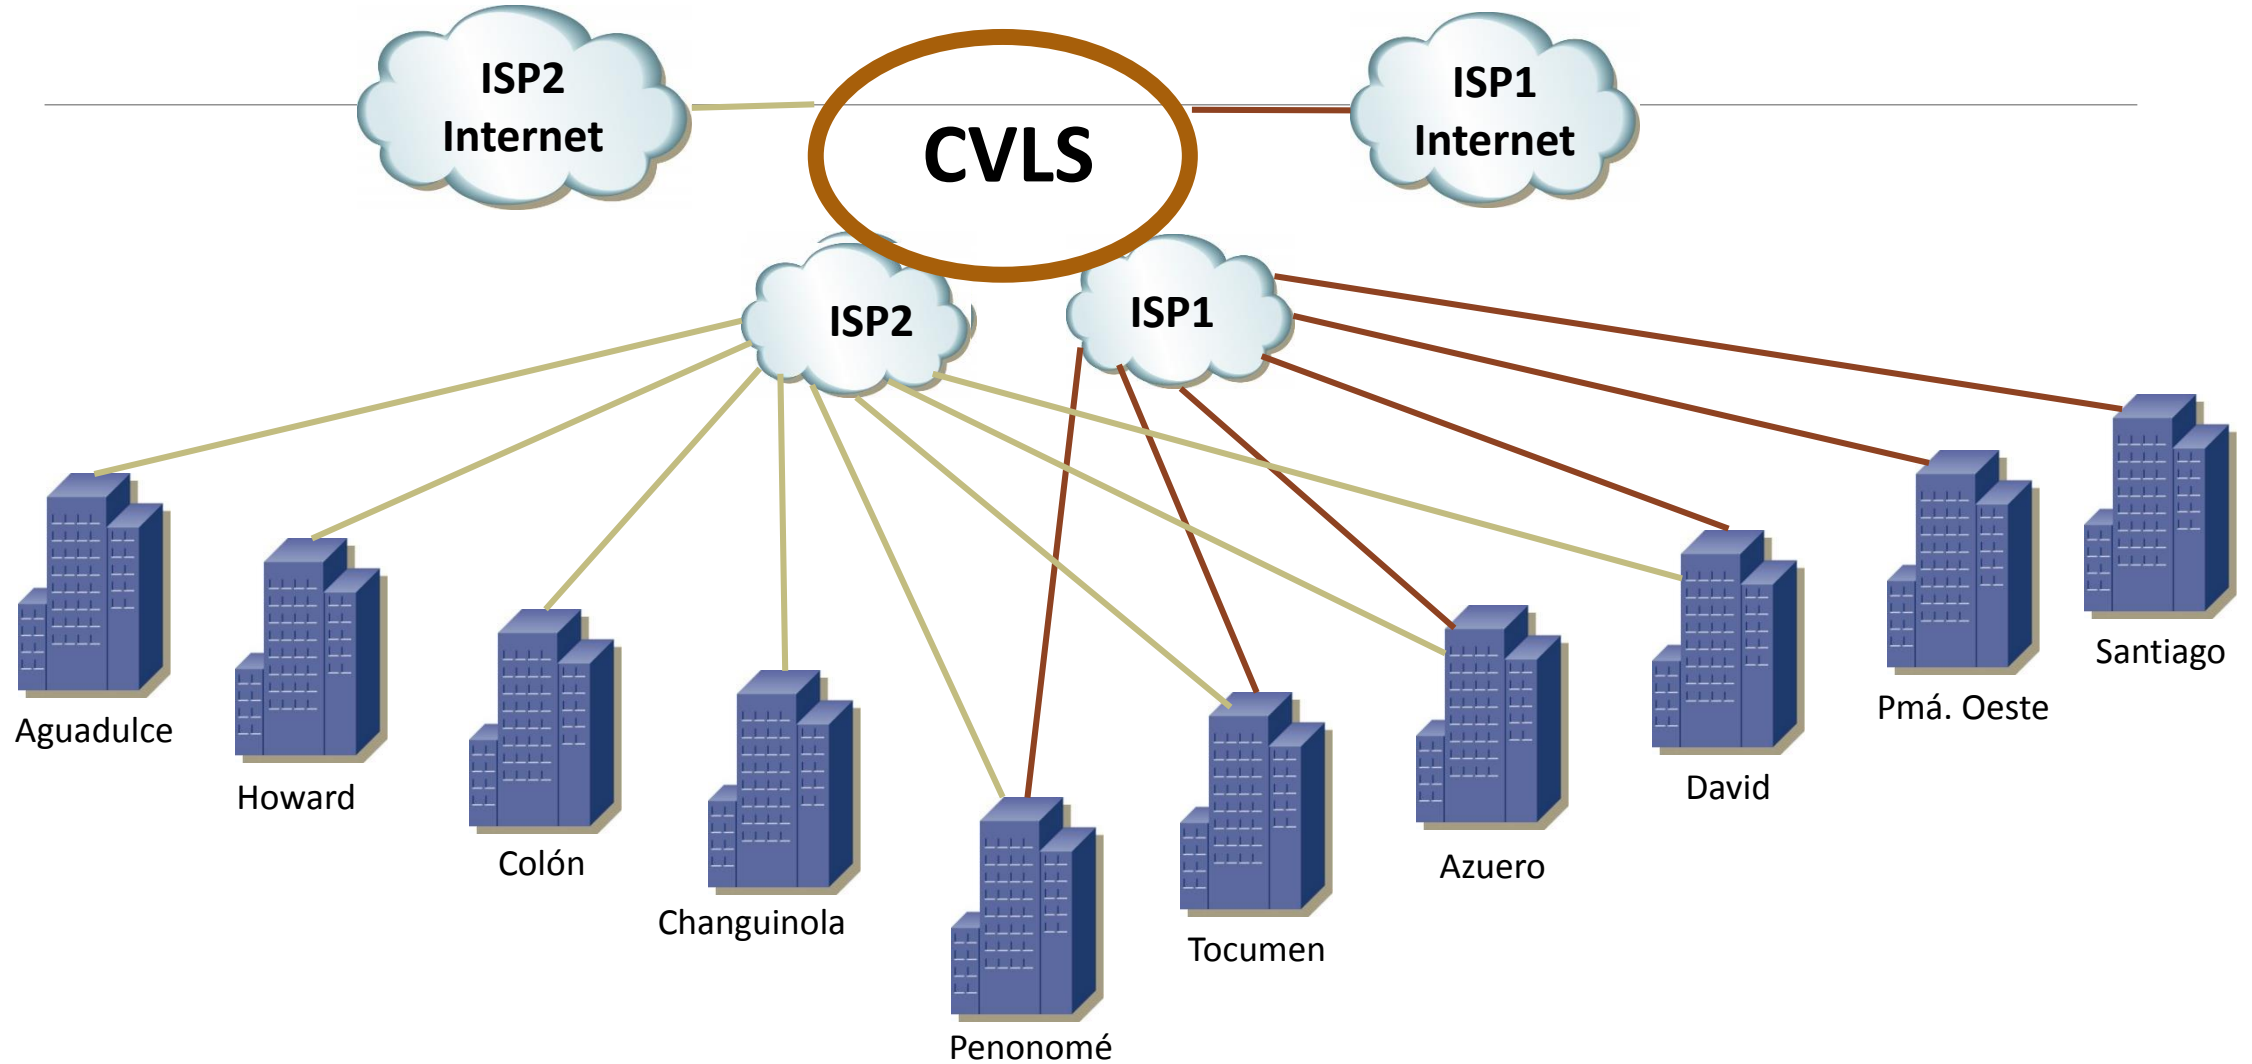 ISP2
Internet
CVLS
ISP1
Internet
ISP2
ISP1
Aguadulce
Howard
Colón
Changuinola
Penonomé
Tocumen
Azuero
David
Pmá. Oeste
Santiago